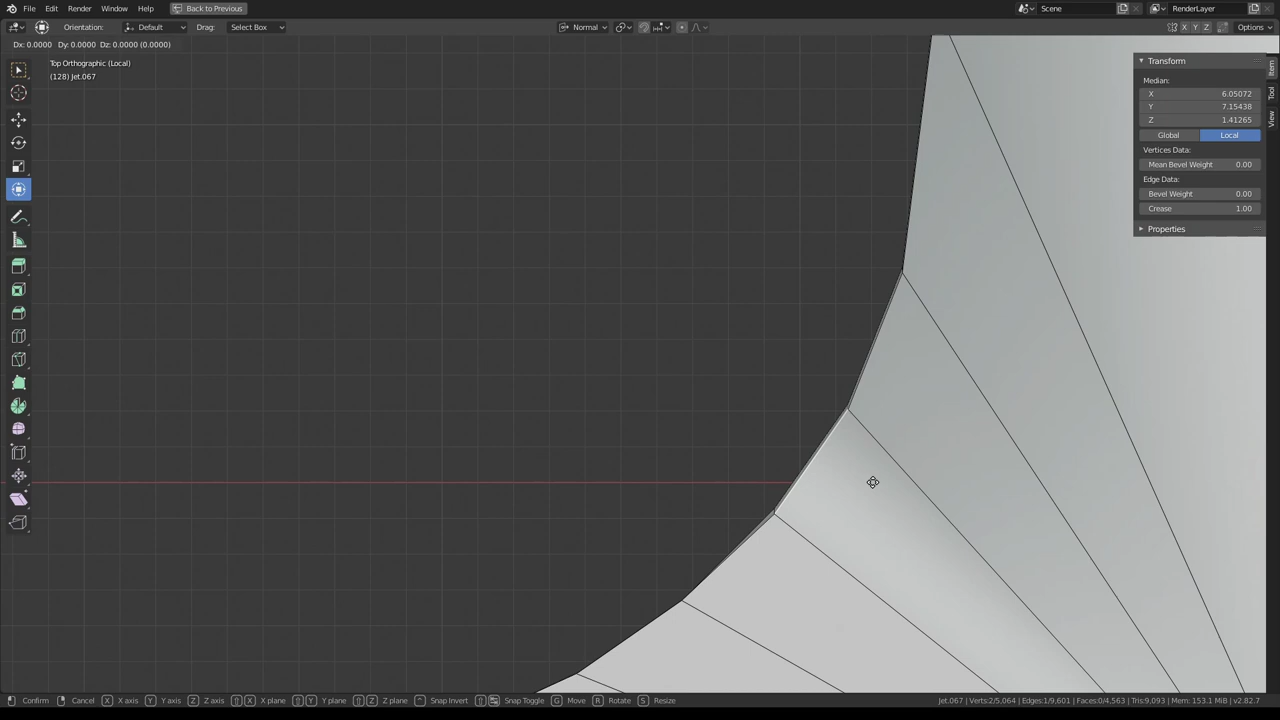 File Edit Render Window Help Back to Previous Scene RenderLayer
Orientation: Default Drag: Select Box Normal X Y Z Options
Dx: 0.0000 Dy: 0.0000 Dz: 0.0000 (0.0000)
Top Orthographic (Local)
(128) Jet.067
Transform
Median:
X 6.05072
Y 7.15438
Z 1.41265
Global Local
Vertices Data:
Mean Bevel Weight 0.00
Edge Data:
Bevel Weight 0.00
Crease 1.00
Properties
Item
Tool
View
Confirm Cancel X X axis Y Y axis Z Z axis X X plane Y Y plane Z Z plane Snap Invert Snap Toggle G Move R Rotate S Resize Jet.067 | Verts:2/5,064 | Edges:1/9,601 | Faces:0/4,563 | Tris:9,093 | Mem: 153.1 MiB | v2.82.7